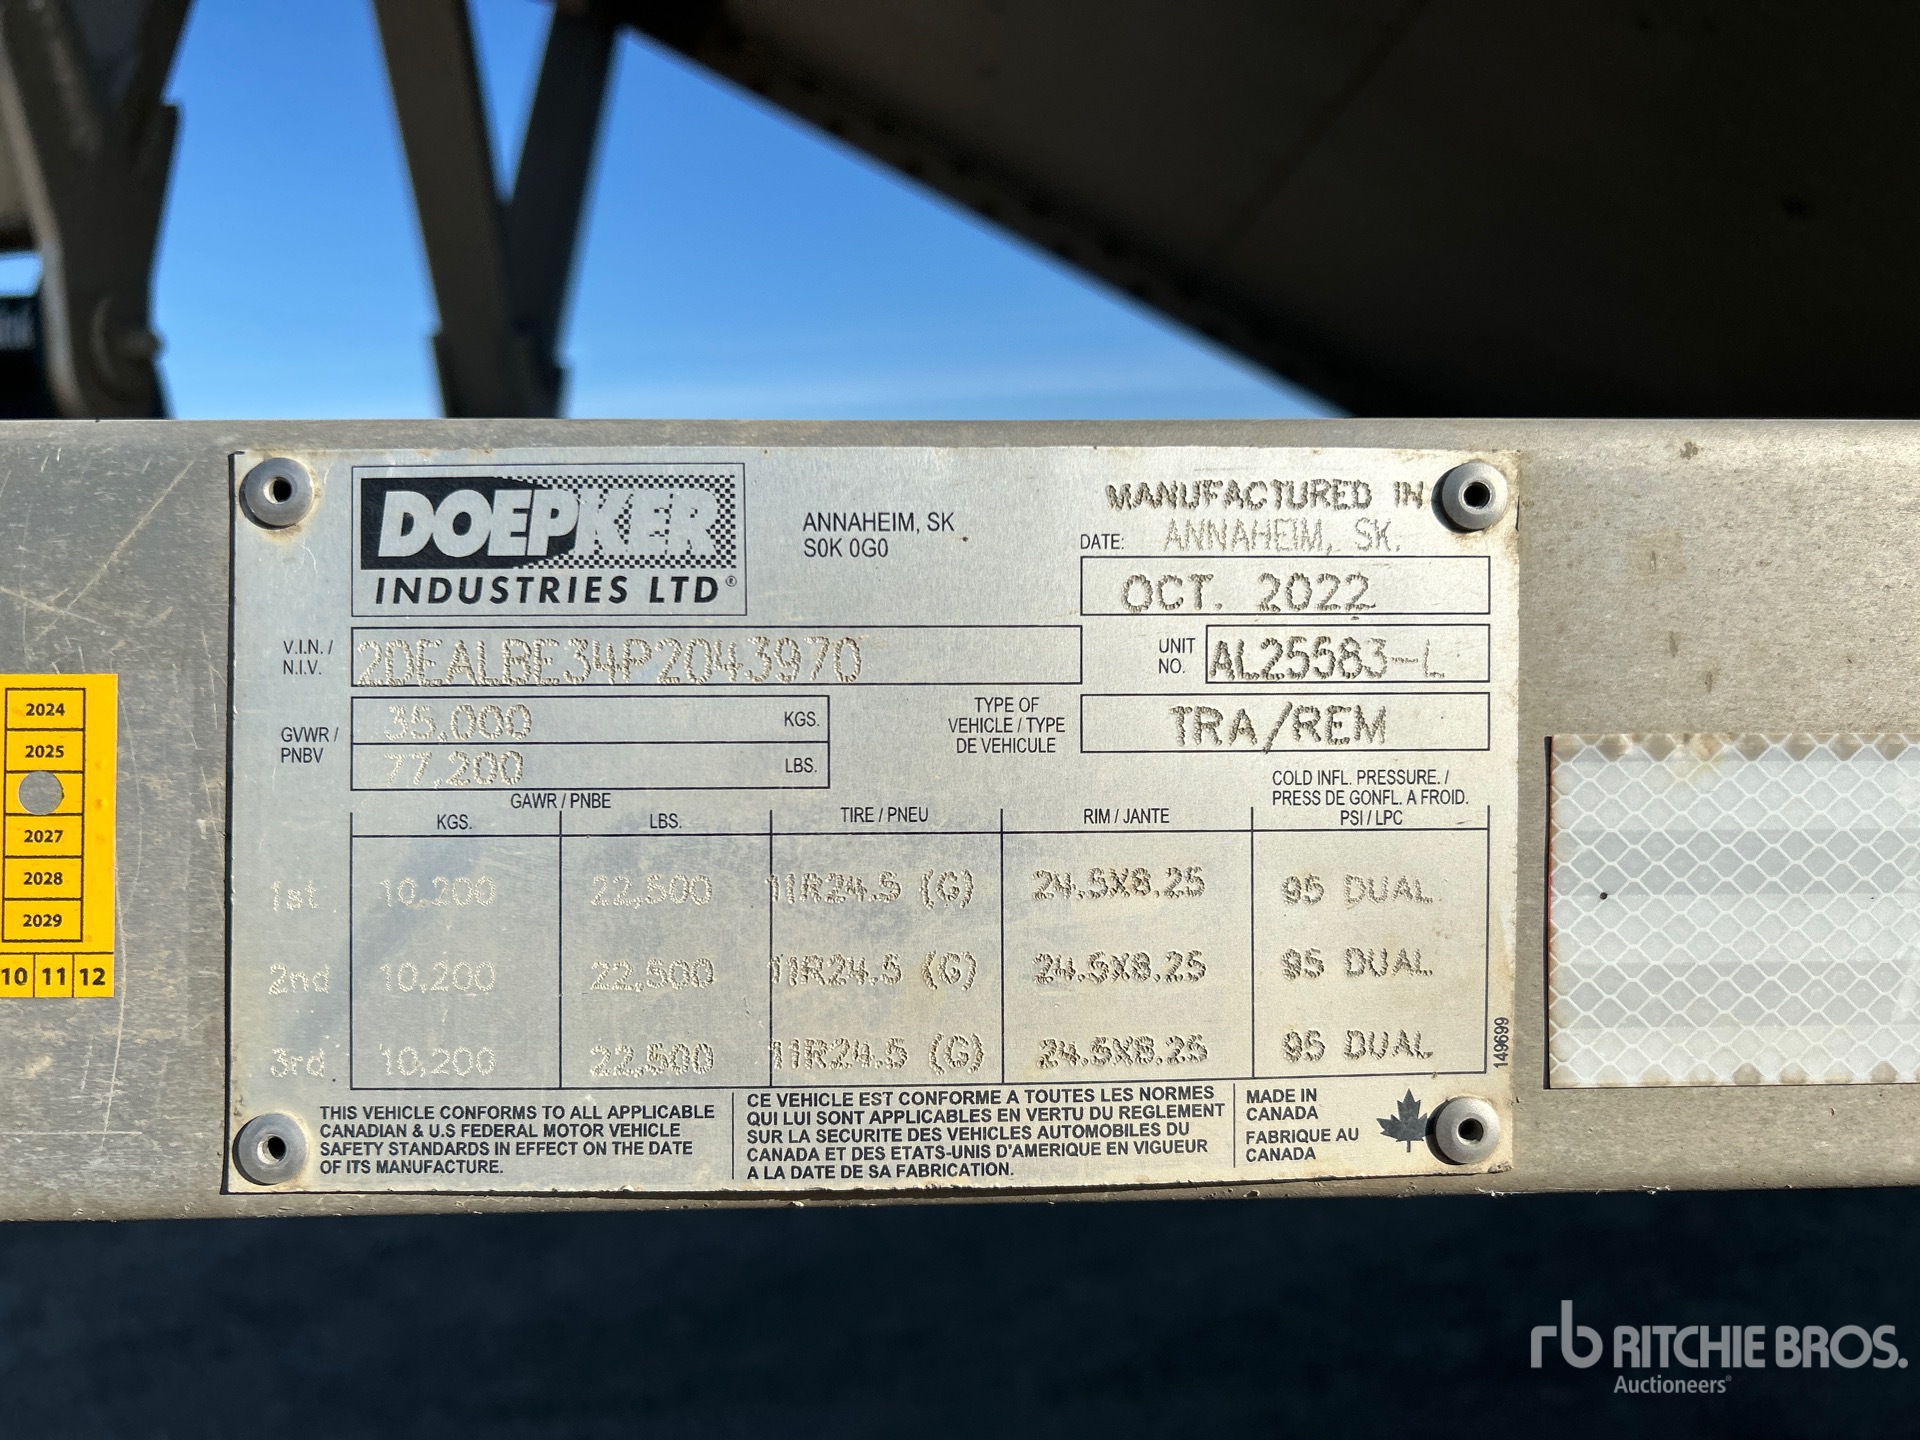 DOEPKER
INDUSTRIES LTD®
ANNAHEIM, SK
S0K 0G0
MANUFACTURED IN
DATE: ANNAHEIM, SK.
OCT. 2022
V.I.N. /
N.I.V.
2DEALBE34P2043970
UNIT
NO.
AL25583-L
GVWR /
PNBV
35,000 KGS.
77,200 LBS.
TYPE OF
VEHICLE / TYPE
DE VEHICULE
TRA/REM
GAWR / PNBE
COLD INFL. PRESSURE. /
PRESS DE GONFL. A FROID.
KGS. LBS. TIRE / PNEU RIM / JANTE PSI / LPC
1st 10,200 22,500 11R24.5 (G) 24.5X8.25 95 DUAL
2nd 10,200 22,500 11R24.5 (G) 24.5X8.25 95 DUAL
3rd 10,200 22,500 11R24.5 (G) 24.5X8.25 95 DUAL
149699
THIS VEHICLE CONFORMS TO ALL APPLICABLE
CANADIAN & U.S FEDERAL MOTOR VEHICLE
SAFETY STANDARDS IN EFFECT ON THE DATE
OF ITS MANUFACTURE.
CE VEHICLE EST CONFORME A TOUTES LES NORMES
QUI LUI SONT APPLICABLES EN VERTU DU REGLEMENT
SUR LA SECURITE DES VEHICLES AUTOMOBILES DU
CANADA ET DES ETATS-UNIS D'AMERIQUE EN VIGUEUR
A LA DATE DE SA FABRICATION.
MADE IN
CANADA
FABRIQUE AU
CANADA
2024
2025
2027
2028
2029
10 11 12
rb RITCHIE BROS.
Auctioneers®